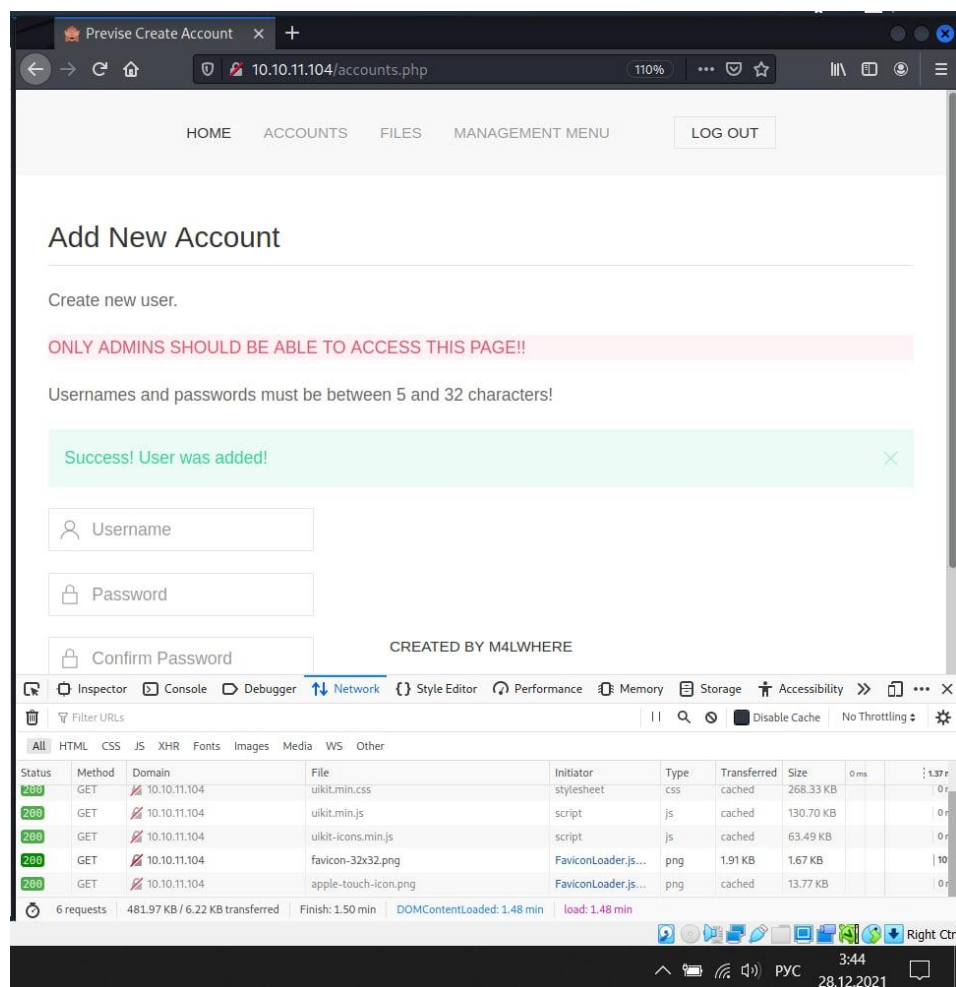 Previse Create Account
10.10.11.104/accounts.php 110%
HOME ACCOUNTS FILES MANAGEMENT MENU LOG OUT
Add New Account
Create new user.
ONLY ADMINS SHOULD BE ABLE TO ACCESS THIS PAGE!!
Usernames and passwords must be between 5 and 32 characters!
Success! User was added!
Username
Password
Confirm Password
CREATED BY M4LWHERE
Inspector Console Debugger Network Style Editor Performance Memory Storage Accessibility
Filter URLs Disable Cache No Throttling
All HTML CSS JS XHR Fonts Images Media WS Other
Status Method Domain File Initiator Type Transferred Size 0 ms 1.37 r
200 GET 10.10.11.104 uikit.min.css stylesheet css cached 268.33 KB 0 r
200 GET 10.10.11.104 uikit.min.js script js cached 130.70 KB 0 r
200 GET 10.10.11.104 uikit-icons.min.js script js cached 63.49 KB 0 r
200 GET 10.10.11.104 favicon-32x32.png FaviconLoader.js... png 1.91 KB 1.67 KB 10
200 GET 10.10.11.104 apple-touch-icon.png FaviconLoader.js... png cached 13.77 KB 0 r
6 requests 481.97 KB / 6.22 KB transferred Finish: 1.50 min DOMContentLoaded: 1.48 min load: 1.48 min
Right Ctr
РУС
3:44
28.12.2021